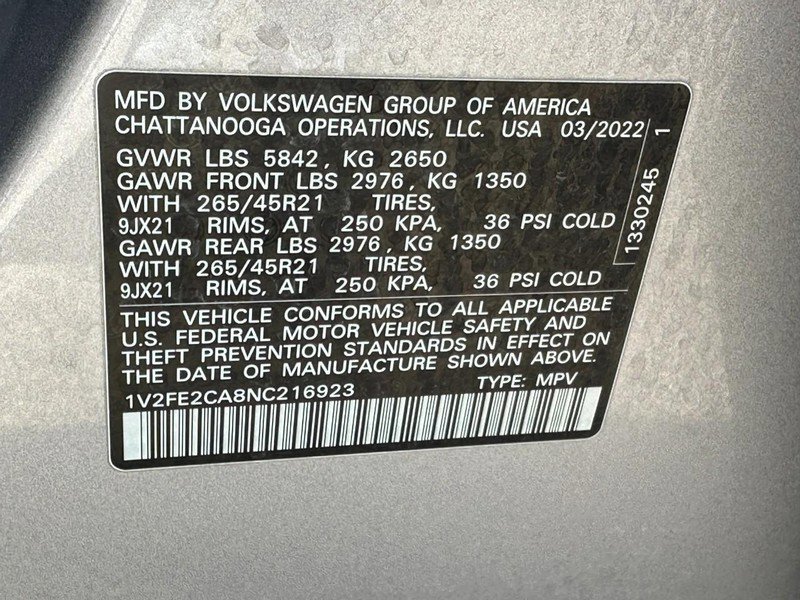 MFD BY VOLKSWAGEN GROUP OF AMERICA
CHATTANOOGA OPERATIONS, LLC. USA 03/2022
GVWR LBS 5842, KG 2650
GAWR FRONT LBS 2976, KG 1350
WITH 265/45R21 TIRES,
9JX21 RIMS, AT 250 KPA, 36 PSI COLD
GAWR REAR LBS 2976, KG 1350
WITH 265/45R21 TIRES,
9JX21 RIMS, AT 250 KPA, 36 PSI COLD
1330245 1
THIS VEHICLE CONFORMS TO ALL APPLICABLE
U.S. FEDERAL MOTOR VEHICLE SAFETY AND
THEFT PREVENTION STANDARDS IN EFFECT ON
THE DATE OF MANUFACTURE SHOWN ABOVE.
1V2FE2CA8NC216923 TYPE: MPV